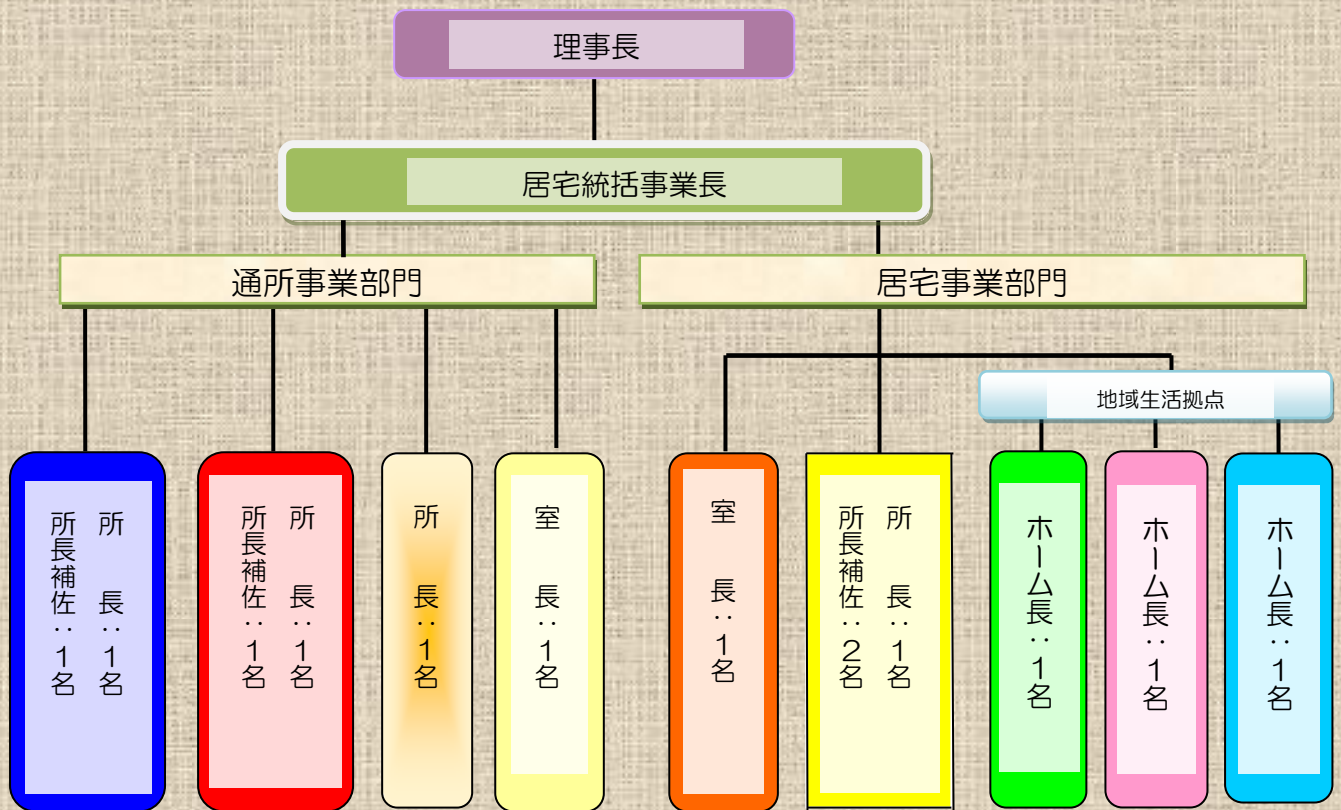 理事長
居宅統括事業長
通所事業部門
居宅事業部門
地域生活拠点
所　長：1名
所長補佐：1名
所　長：1名
所長補佐：1名
所　長：1名
室　長：1名
室　長：1名
所　長：1名
所長補佐：2名
ホーム長：1名
ホーム長：1名
ホーム長：1名